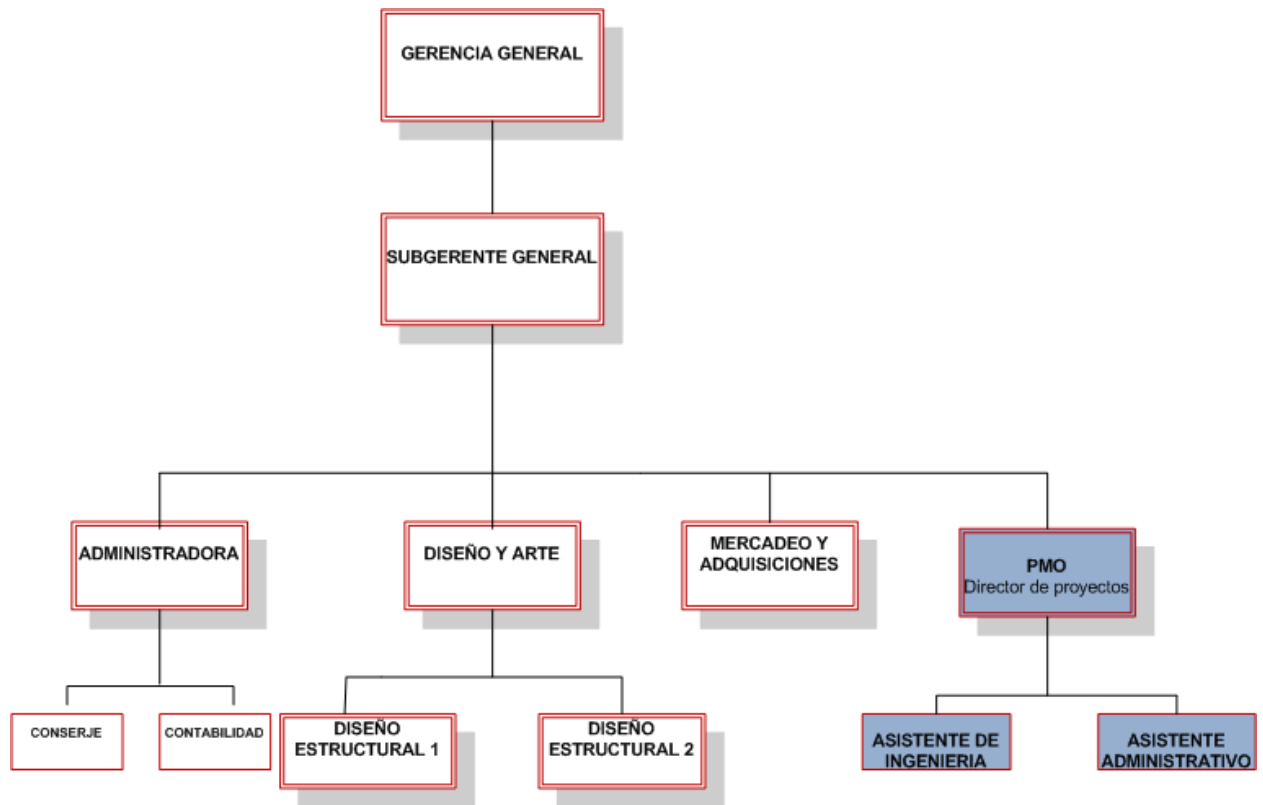 GERENCIA GENERAL
SUBGERENTE GENERAL
ADMINISTRADORA
DISEÑO Y ARTE
MERCADEO Y
ADQUISICIONES
PMO
Director de proyectos
CONSERJE
CONTABILIDAD
DISEÑO
ESTRUCTURAL 1
DISEÑO
ESTRUCTURAL 2
ASISTENTE DE
INGENIERIA
ASISTENTE
ADMINISTRATIVO